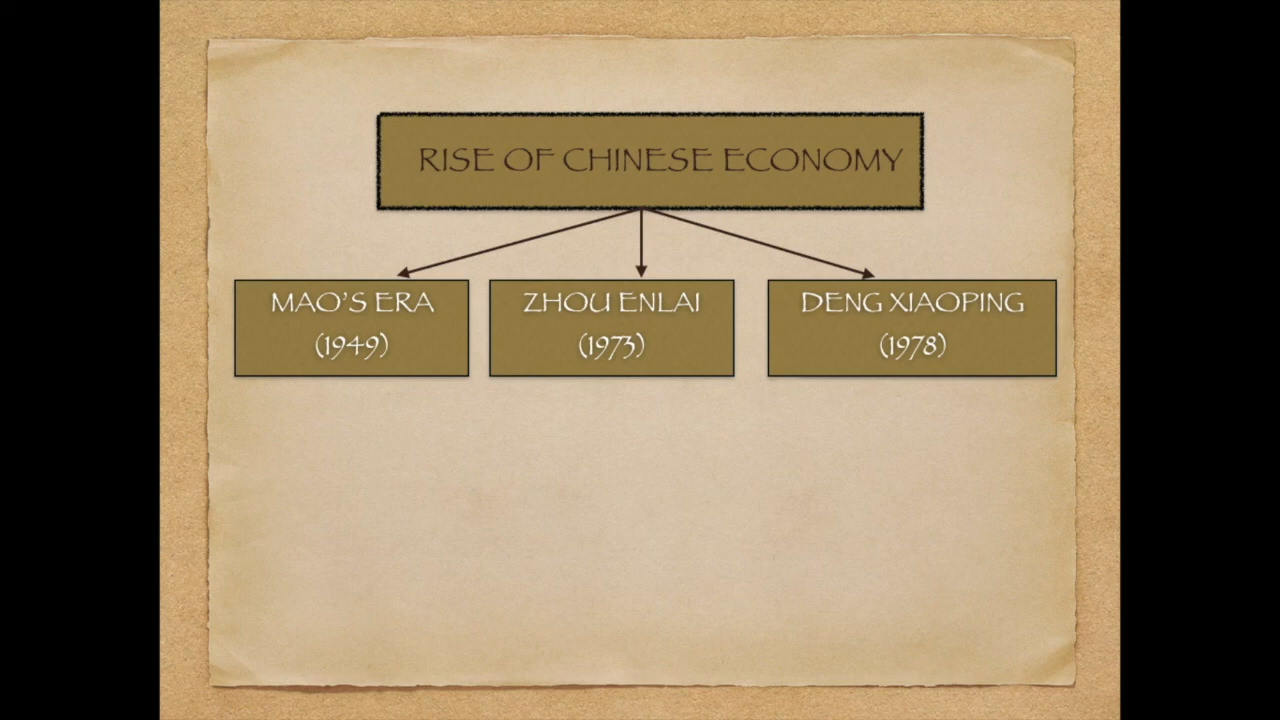 RISE OF CHINESE ECONOMY
MAO'S ERA
(1949)
ZHOU ENLAI
(1973)
DENG XIAOPING
(1978)